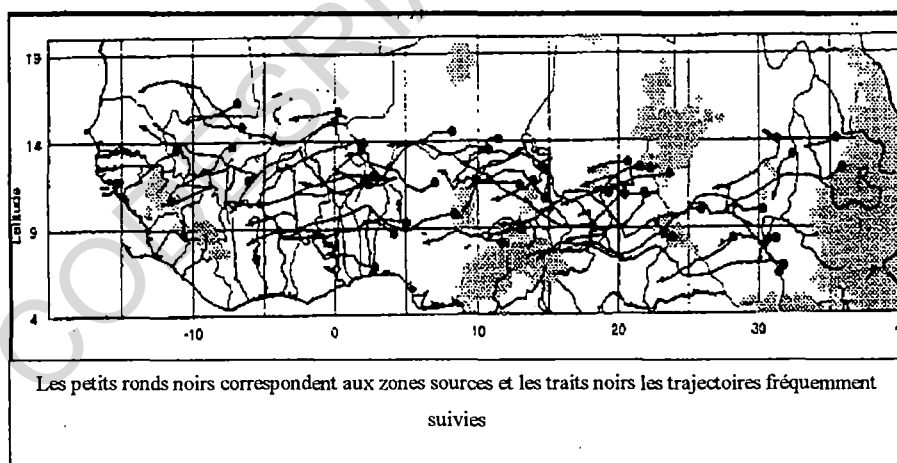 CODESRIA
19
14
9
4
Latitude
-10
0
10
20
30
Les petits ronds noirs correspondent aux zones sources et les traits noirs les trajectoires fréquemment
suivies